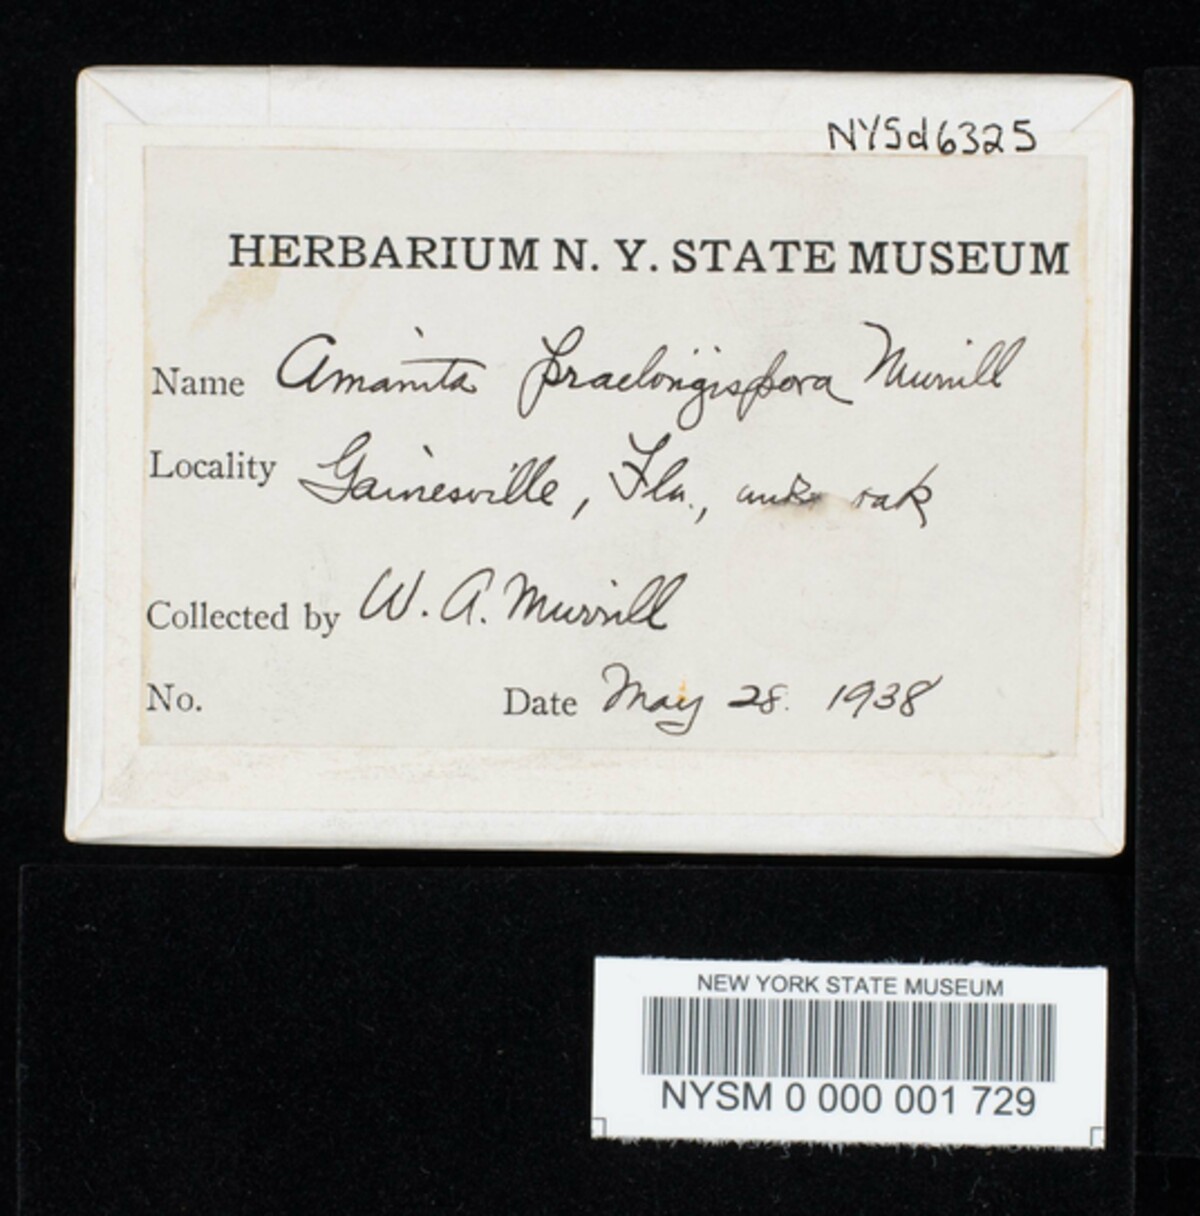 NYSd6325
HERBARIUM N. Y. STATE MUSEUM
Name Amanita praelongispora Murrill
Locality Gainesville, Fla., under oak
Collected by W. A. Murrill
No. Date May 28. 1938
NEW YORK STATE MUSEUM
NYSM 0 000 001 729